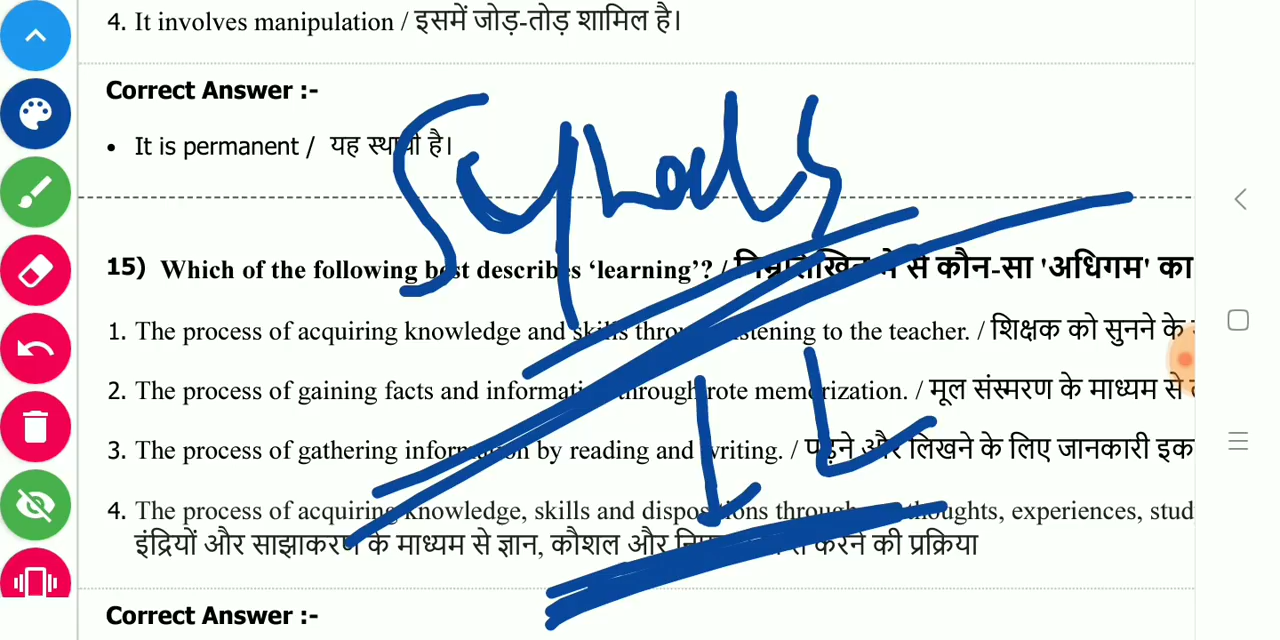 4. It involves manipulation / इसमें जोड़-तोड़ शामिल है।
Correct Answer :-
• It is permanent / यह स्थायी है।
15) Which of the following best describes ‘learning’? / निम्नलिखित में से कौन-सा 'अधिगम' का
1. The process of acquiring knowledge and skills through listening to the teacher. / शिक्षक को सुनने के
2. The process of gaining facts and information through rote memorization. / मूल संस्मरण के माध्यम से
3. The process of gathering information by reading and writing. / पढ़ने और लिखने के लिए जानकारी इक
4. The process of acquiring knowledge, skills and dispositions through thoughts, experiences, stud
इंद्रियों और साझाकरण के माध्यम से ज्ञान, कौशल और करने की प्रक्रिया
Correct Answer :-